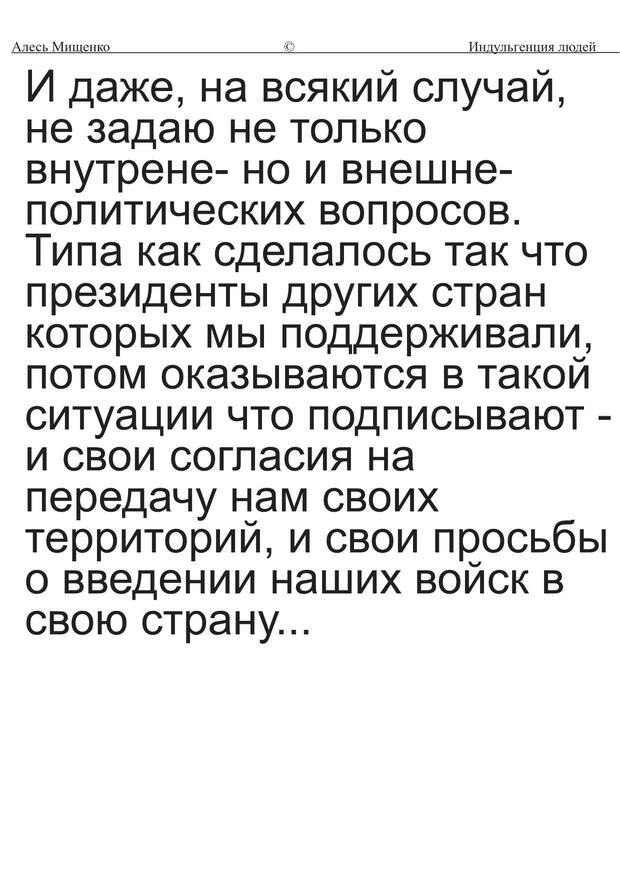 Алесь Мищенко © Индульгенция людей
И даже, на всякий случай,
не задаю не только
внутрене- но и внешне-
политических вопросов.
Типа как сделалось так что
президенты других стран
которых мы поддерживали,
потом оказываются в такой
ситуации что подписывают -
и свои согласия на
передачу нам своих
территорий, и свои просьбы
о введении наших войск в
свою страну...